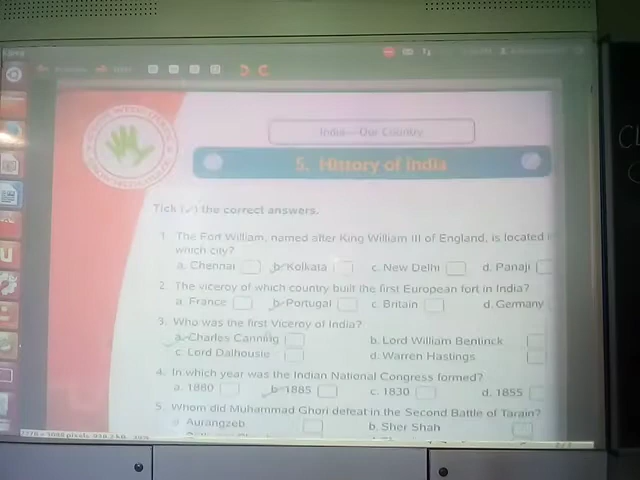 India—Our Country
5. History of India
Tick (✓) the correct answers.
1. The Fort William, named after King William III of England, is located
which city?
a. Chennai b. Kolkata c. New Delhi d. Panaji
2. The viceroy of which country built the first European fort in India?
a. France b. Portugal c. Britain d. Germany
3. Who was the first Viceroy of India?
a. Charles Canning b. Lord William Bentinck
c. Lord Dalhousie d. Warren Hastings
4. In which year was the Indian National Congress formed?
a. 1860 b. 1885 c. 1830 d. 1855
5. Whom did Muhammad Ghori defeat in the Second Battle of Tarain?
a. Aurangzeb b. Sher Shah